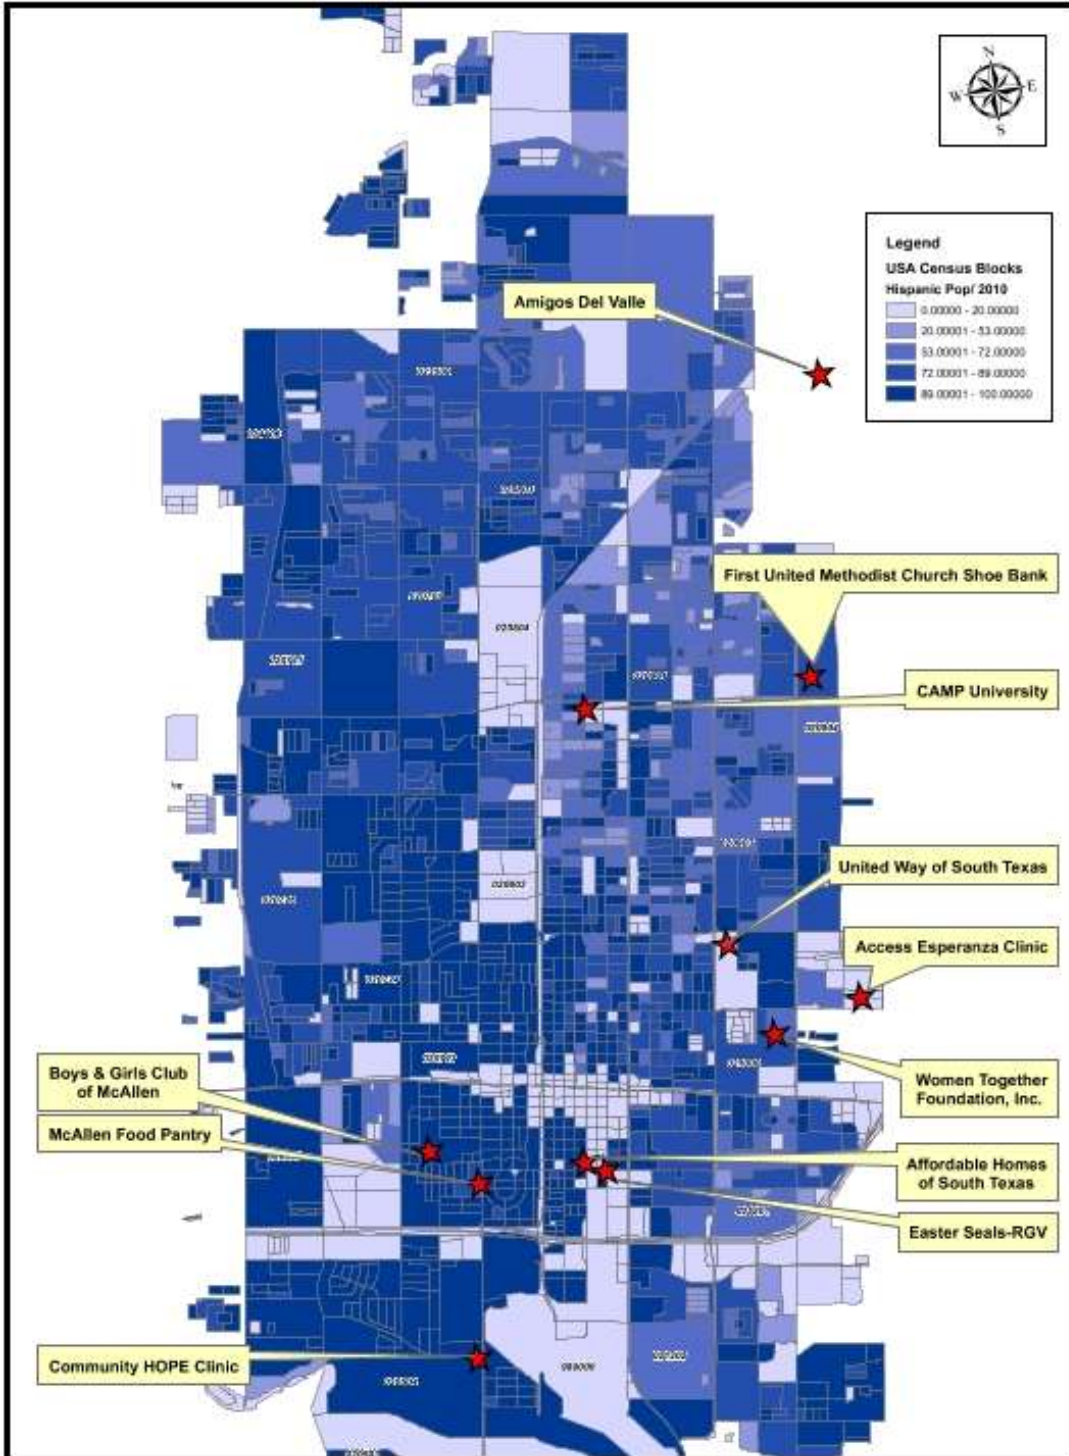 N
W
E
S
Legend
USA Census Blocks
Hispanic Pop/ 2010
0.00000 - 20.00000
20.00001 - 53.00000
53.00001 - 72.00000
72.00001 - 89.00000
89.00001 - 100.00000
Amigos Del Valle
First United Methodist Church Shoe Bank
020804
CAMP University
United Way of South Texas
020903
Access Esperanza Clinic
Boys & Girls Club
of McAllen
Women Together
Foundation, Inc.
McAllen Food Pantry
Affordable Homes
of South Texas
Easter Seals-RGV
Community HOPE Clinic